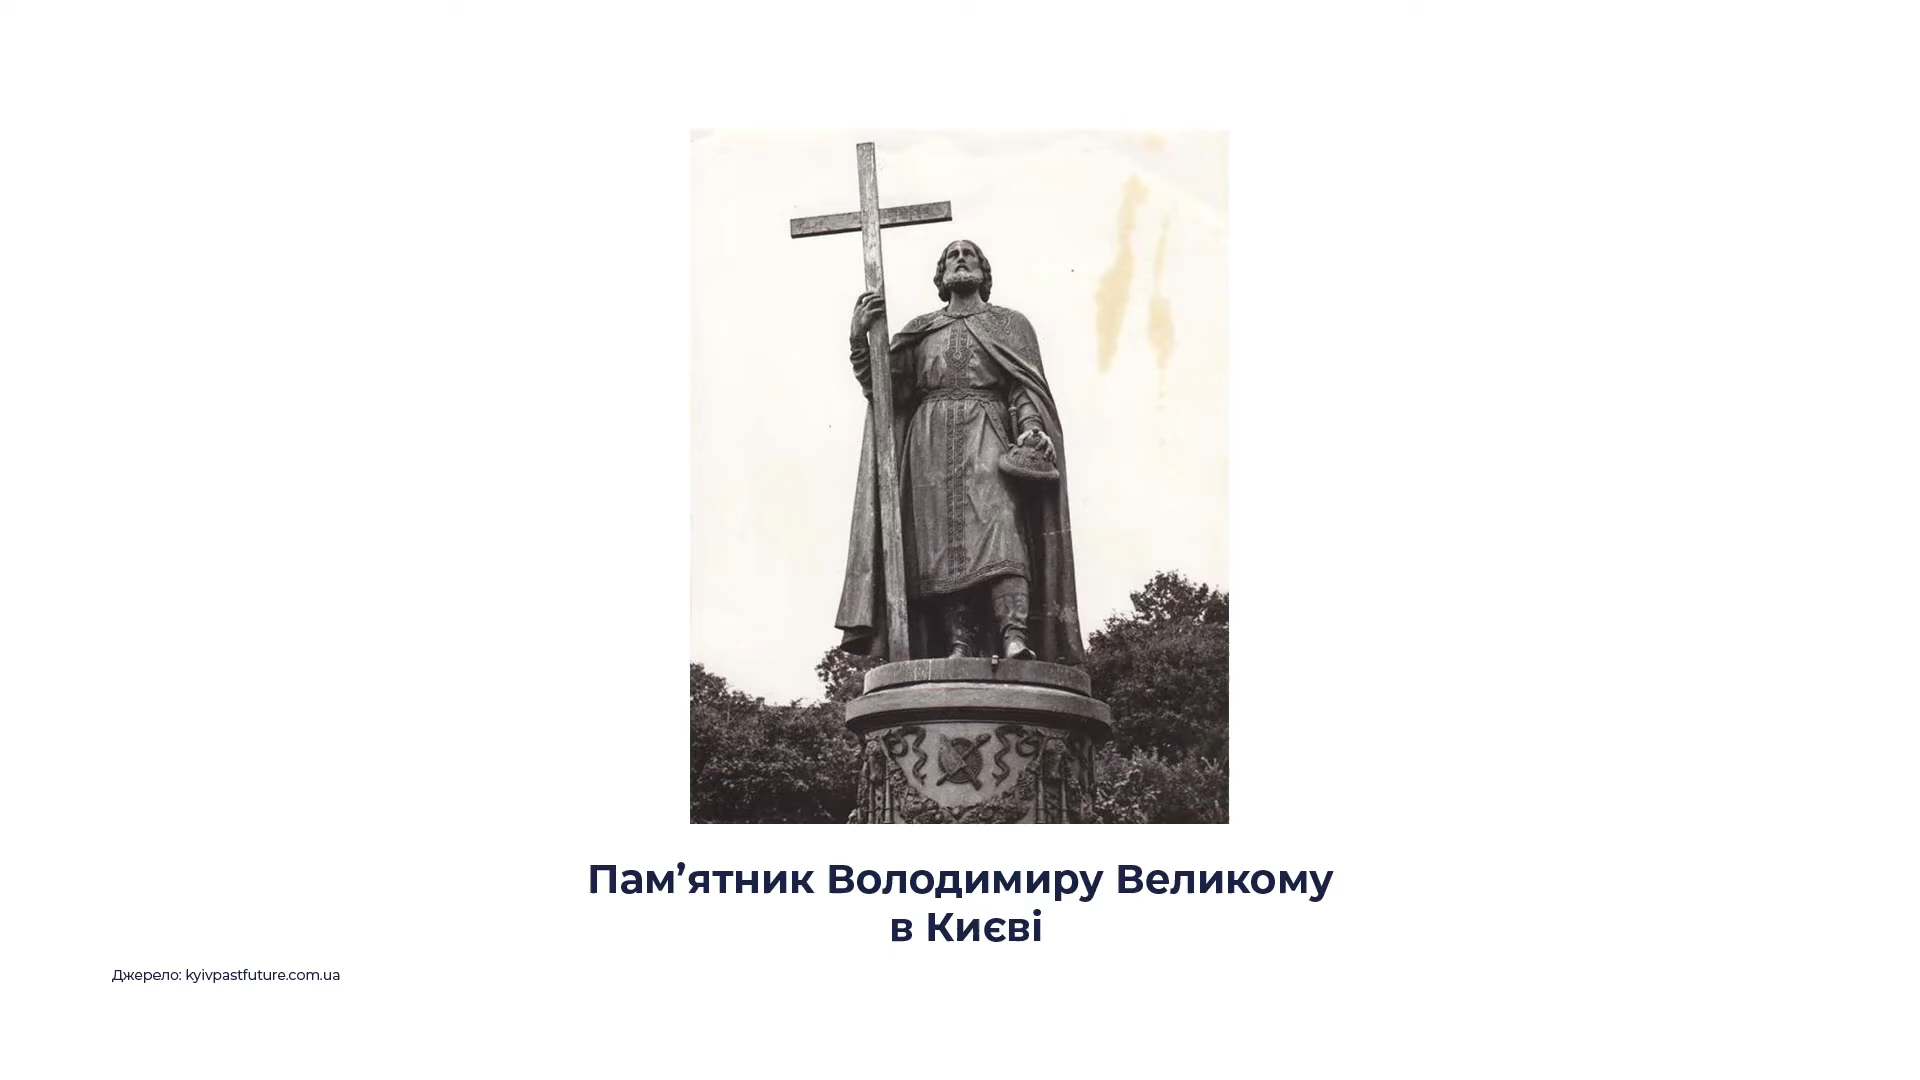 Пам’ятник Володимиру Великому
в Києві
Джерело: kyivpastfuture.com.ua